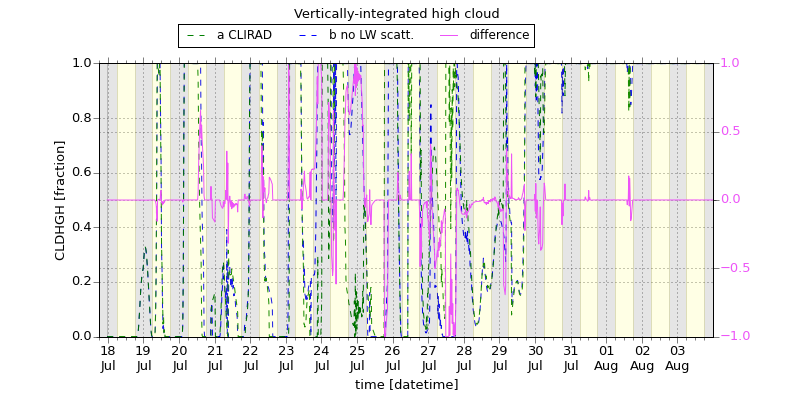 Vertically-integrated high cloud
a CLIRAD b no LW scatt. difference
1.0 1.0
0.8 0.5
0.6 0.0
0.4 −0.5
0.2 −1.0
0.0
CLDHGH [fraction]
18 19 20 21 22 23 24 25 26 27 28 29 30 31 01 02 03
Jul Jul Jul Jul Jul Jul Jul Jul Jul Jul Jul Jul Jul Jul Aug Aug Aug
time [datetime]